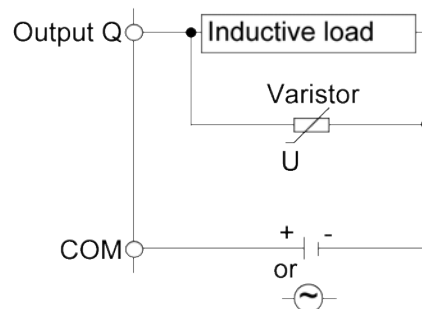 Output Q
Inductive load
Varistor
U
COM
+ -
or
~